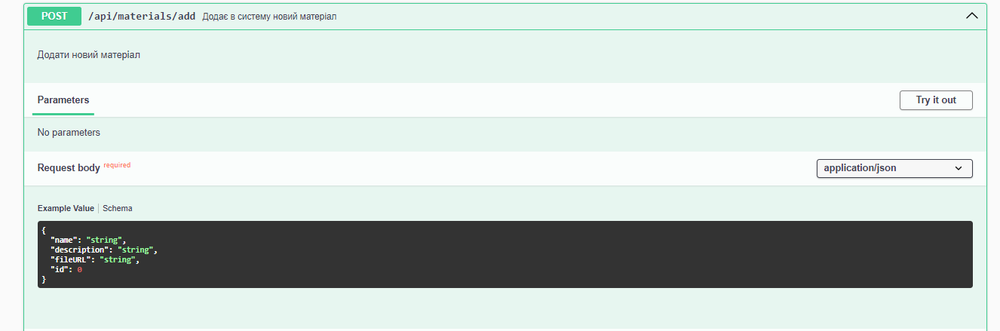 POST /api/materials/add Додає в систему новий матеріал
Додати новий матеріал
Parameters
Try it out
No parameters
Request body required
application/json
Example Value Schema
{
  "name": "string",
  "description": "string",
  "fileURL": "string",
  "id": 0
}